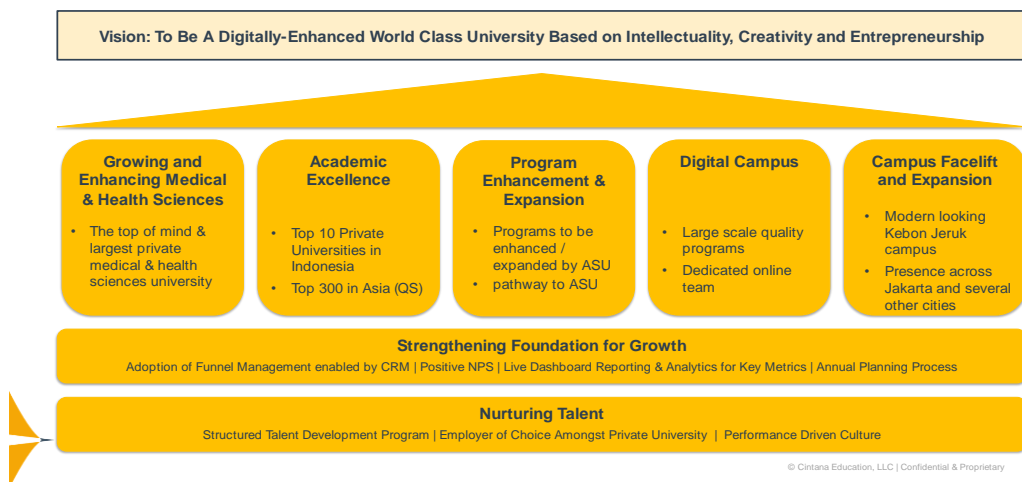 Vision: To Be A Digitally-Enhanced World Class University Based on Intellectuality, Creativity and Entrepreneurship
Growing and
Enhancing Medical
& Health Sciences
• The top of mind &
largest private
medical & health
sciences university
Academic
Excellence
• Top 10 Private
Universities in
Indonesia
• Top 300 in Asia (QS)
Program
Enhancement &
Expansion
• Programs to be
enhanced /
expanded by ASU
• pathway to ASU
Digital Campus
• Large scale quality
programs
• Dedicated online
team
Campus Facelift
and Expansion
• Modern looking
Kebon Jeruk
campus
• Presence across
Jakarta and several
other cities
Strengthening Foundation for Growth
Adoption of Funnel Management enabled by CRM | Positive NPS | Live Dashboard Reporting & Analytics for Key Metrics | Annual Planning Process
Nurturing Talent
Structured Talent Development Program | Employer of Choice Amongst Private University | Performance Driven Culture
© Cintana Education, LLC | Confidential & Proprietary